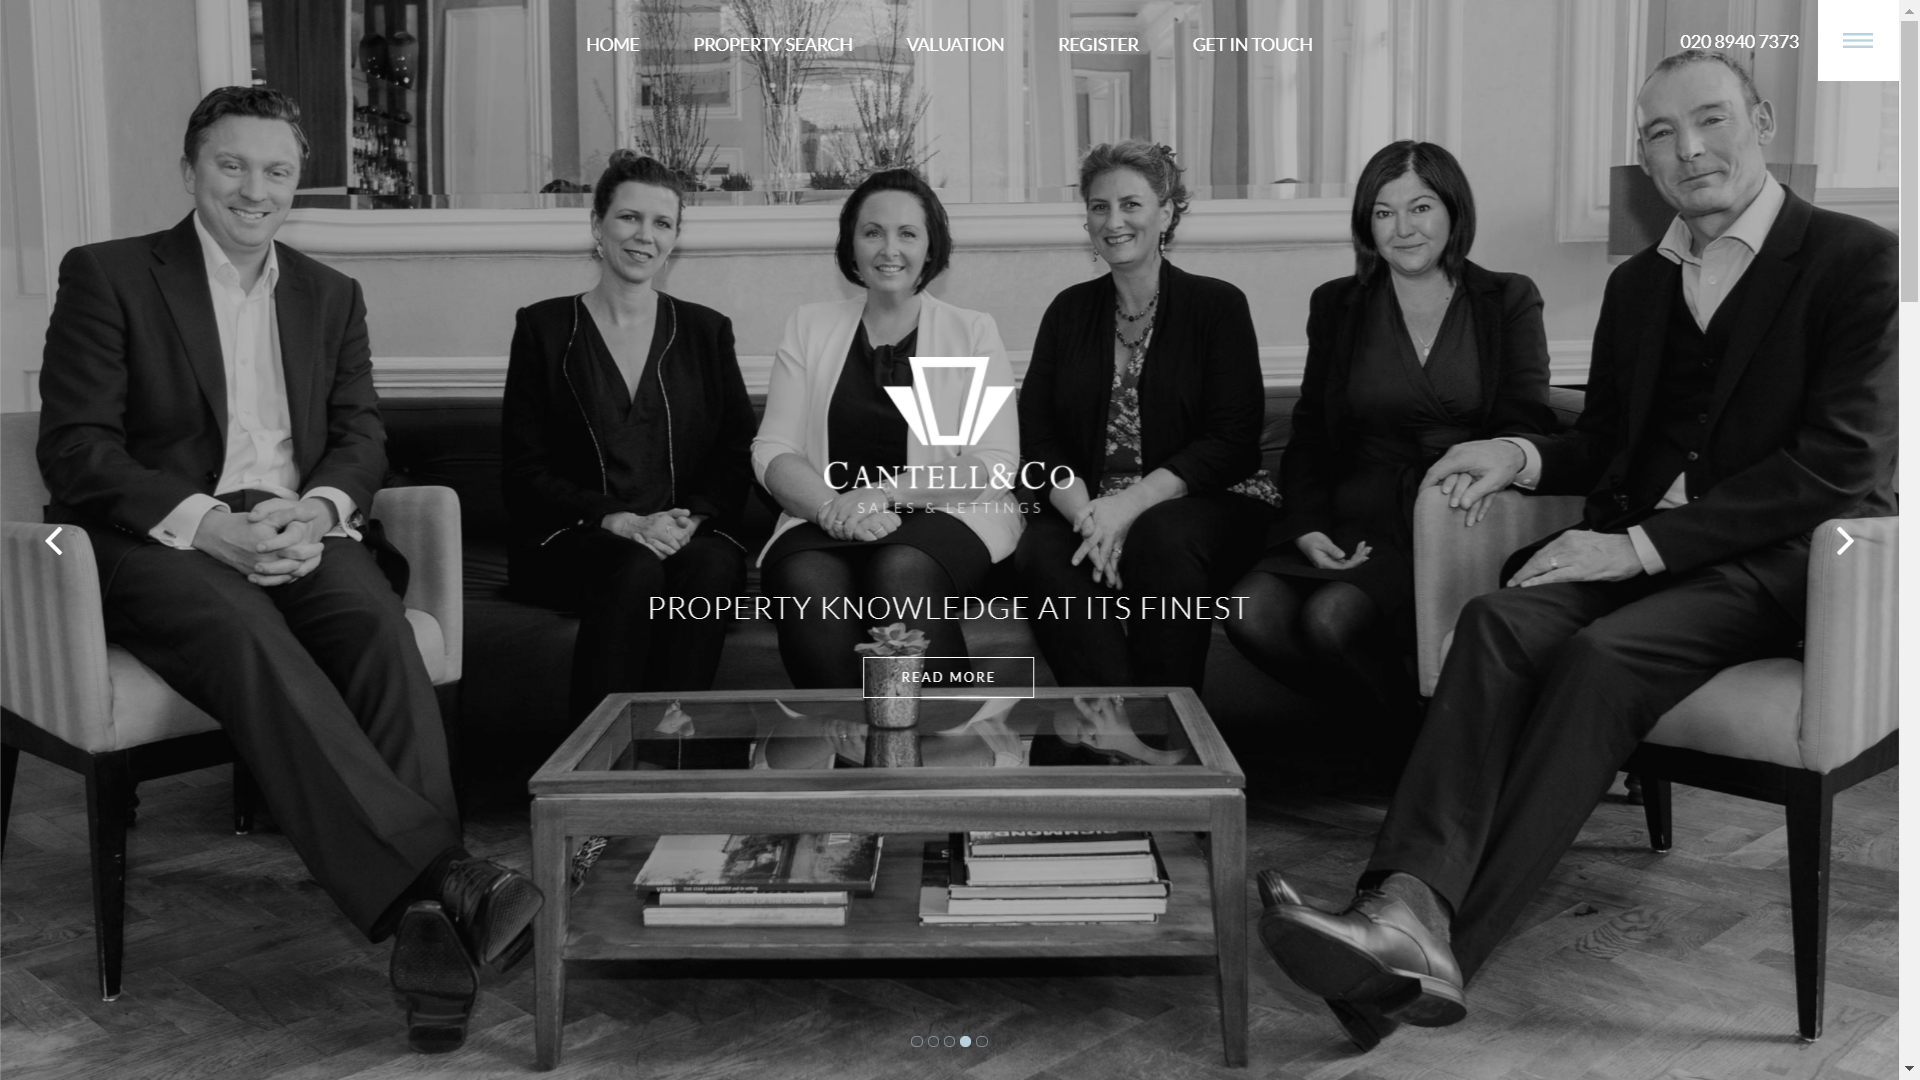 HOME PROPERTY SEARCH VALUATION REGISTER GET IN TOUCH 020 8940 7373
CANTELL&CO
SALES & LETTINGS
PROPERTY KNOWLEDGE AT ITS FINEST
READ MORE
RICHMOND